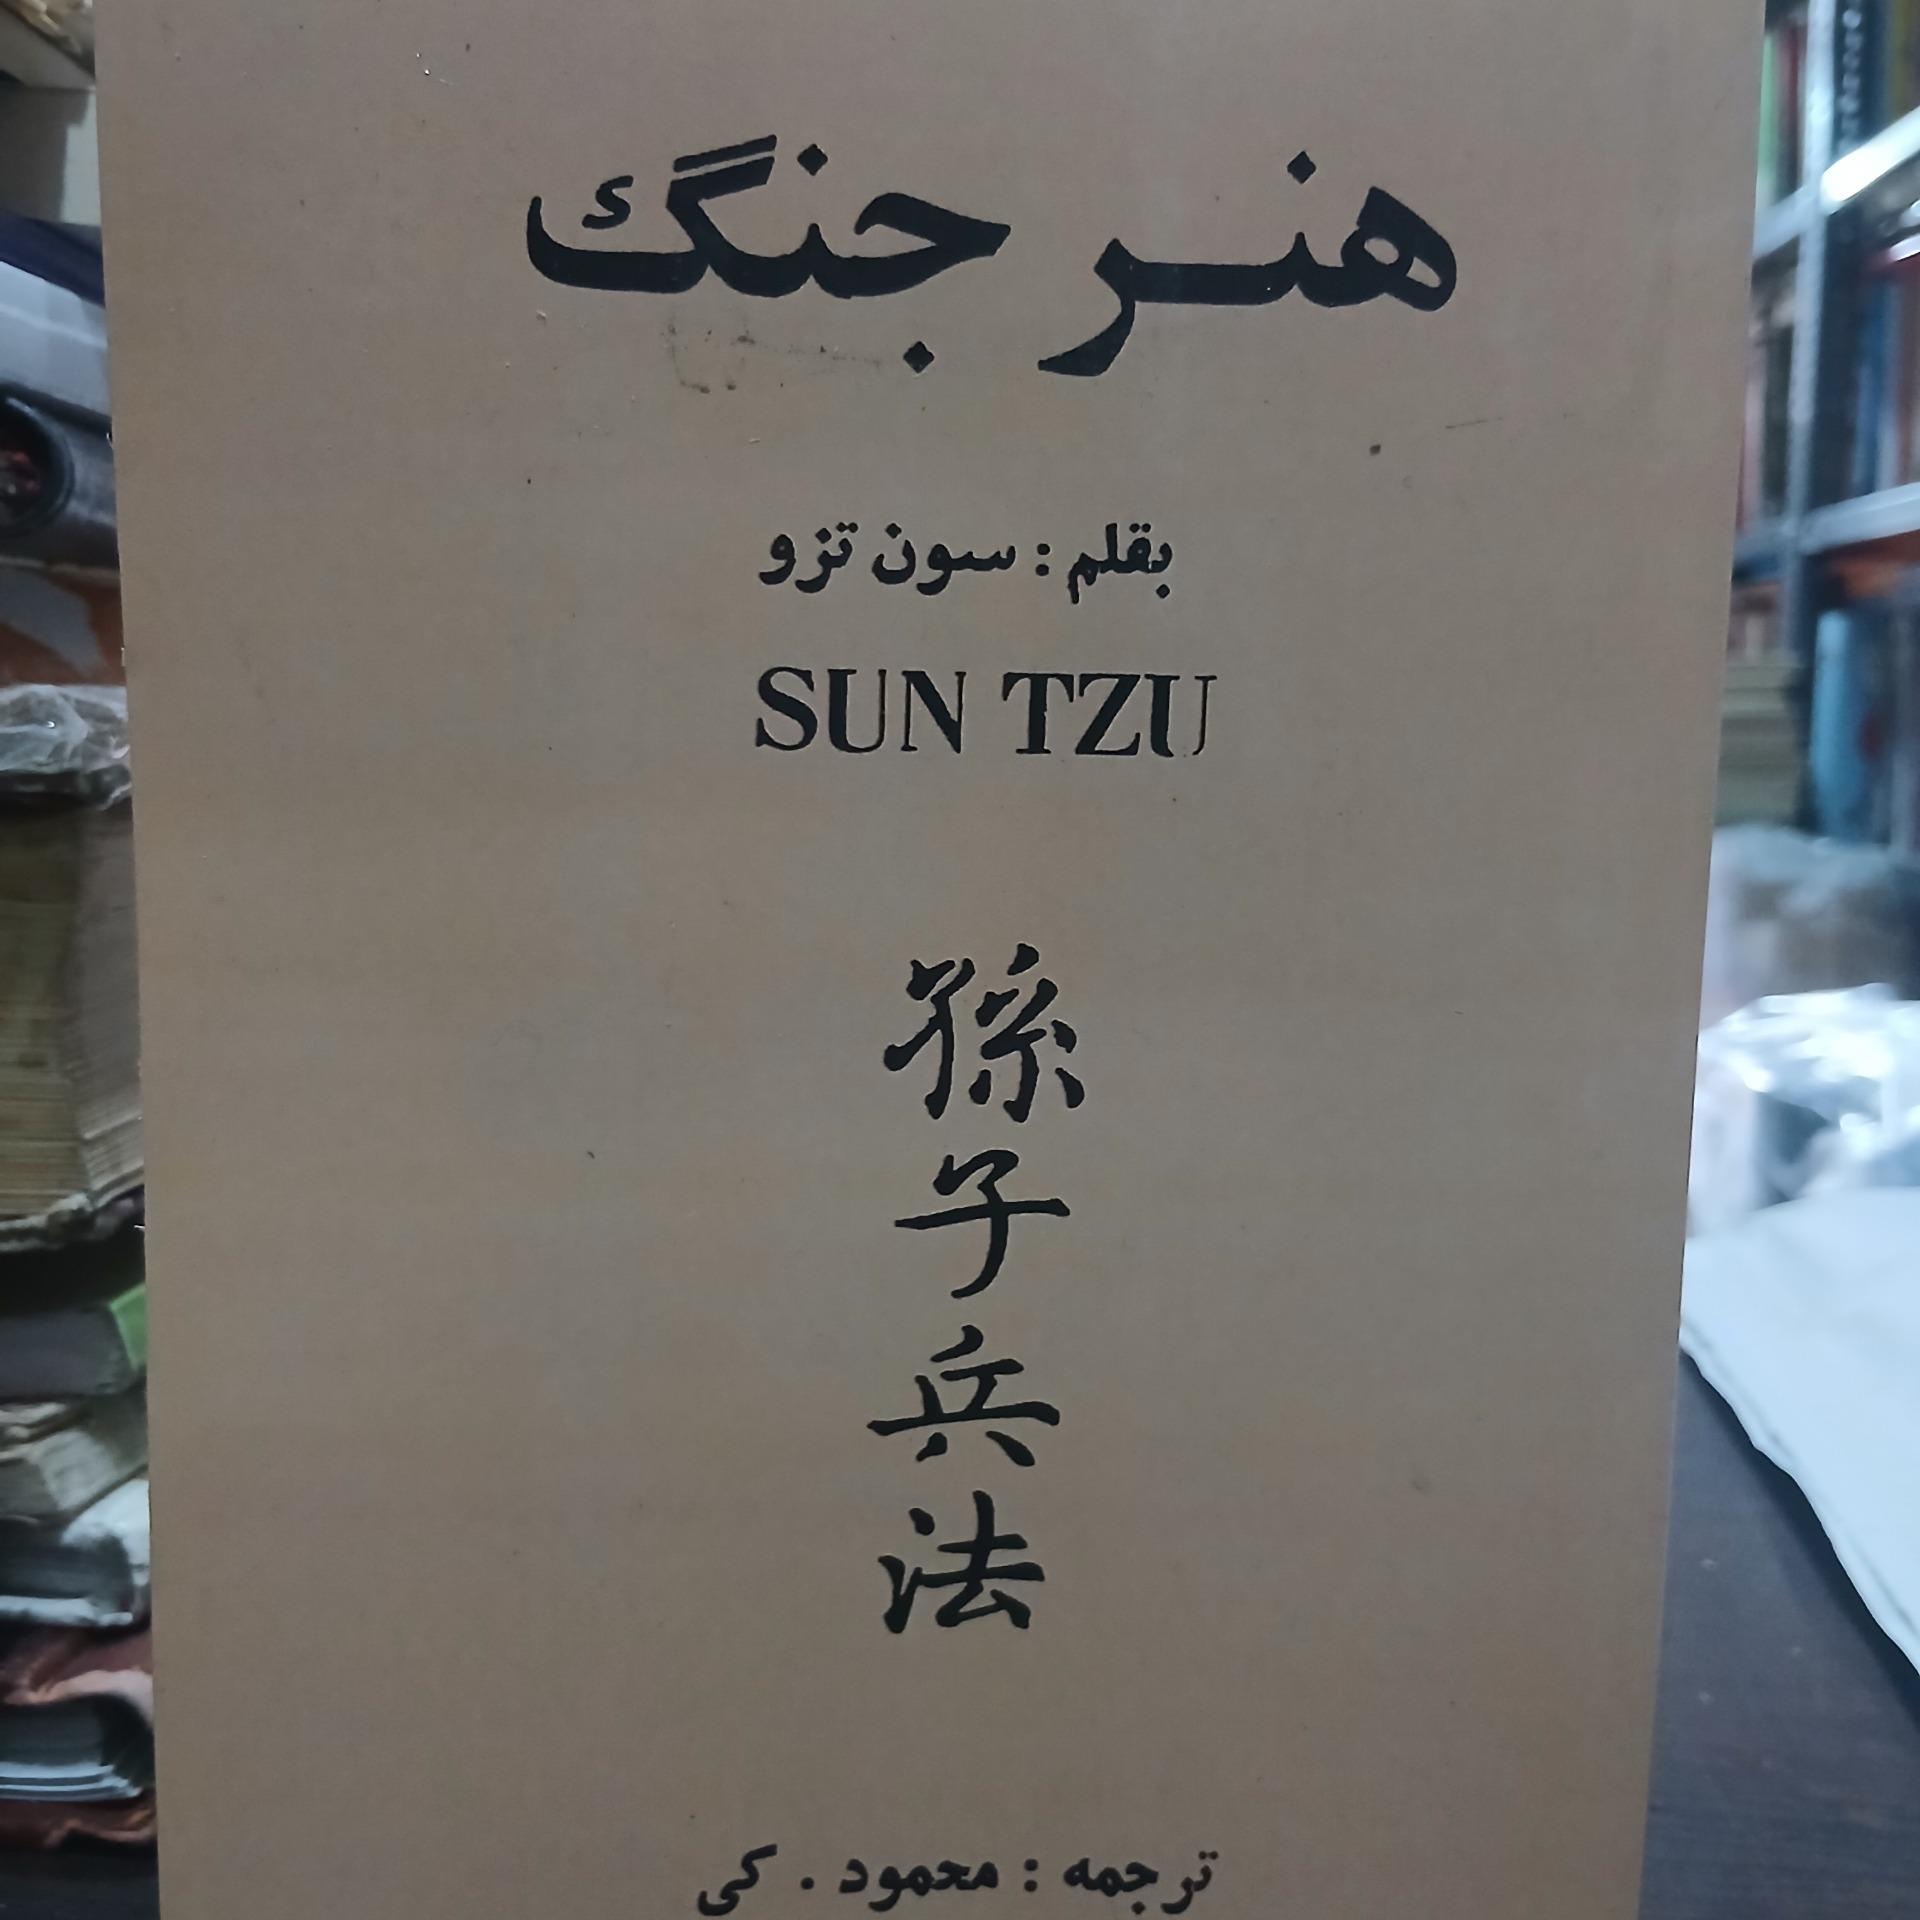 هنر جنگ
بقلم : سون تزو
SUN TZU
孫
子
兵
法
ترجمه : محمود . کی